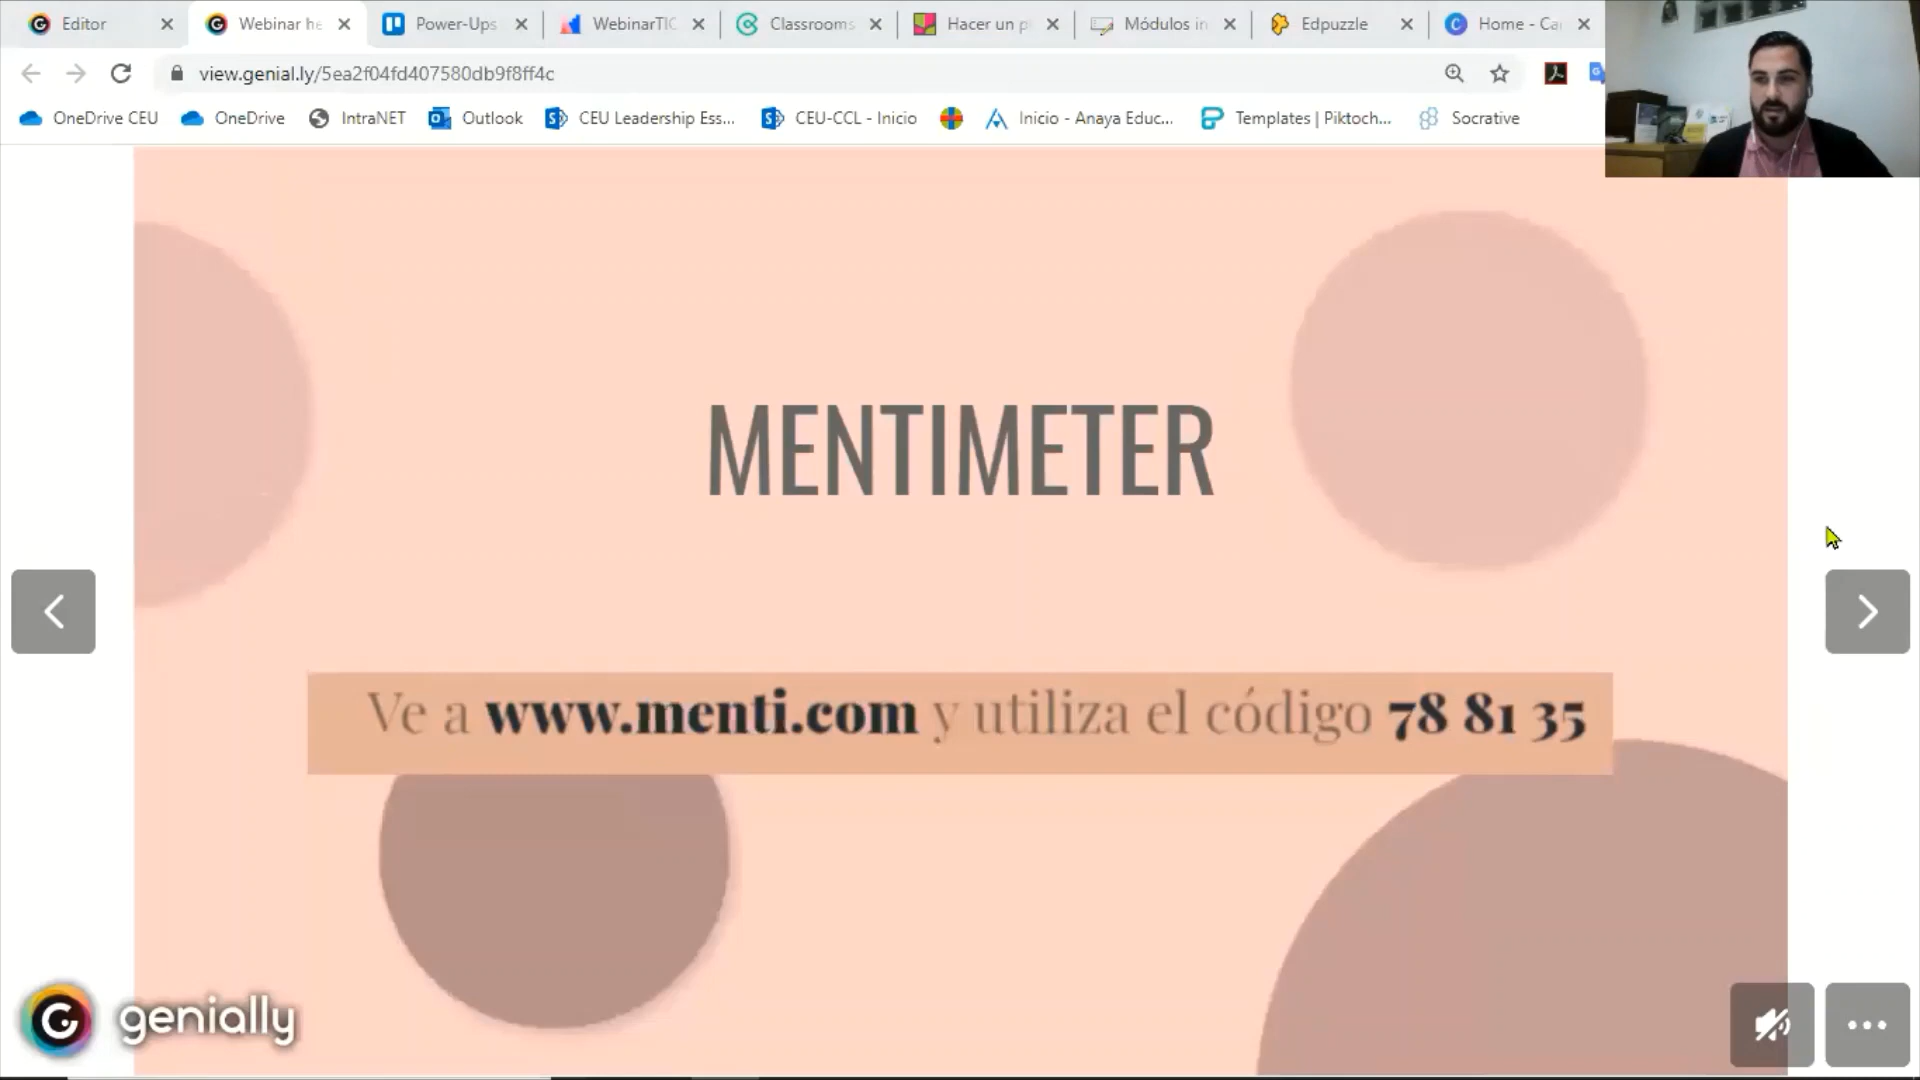 Editor
Webinar he
Power-Ups
WebinarTIC
Classrooms
Hacer un p
Módulos in
Edpuzzle
Home - Ca
view.genial.ly/5ea2f04fd407580db9f8ff4c
OneDrive CEU
OneDrive
IntraNET
Outlook
CEU Leadership Ess...
CEU-CCL - Inicio
Inicio - Anaya Educ...
Templates | Piktoch...
Socrative
MENTIMETER
Ve a www.menti.com y utiliza el código 78 81 35
genially